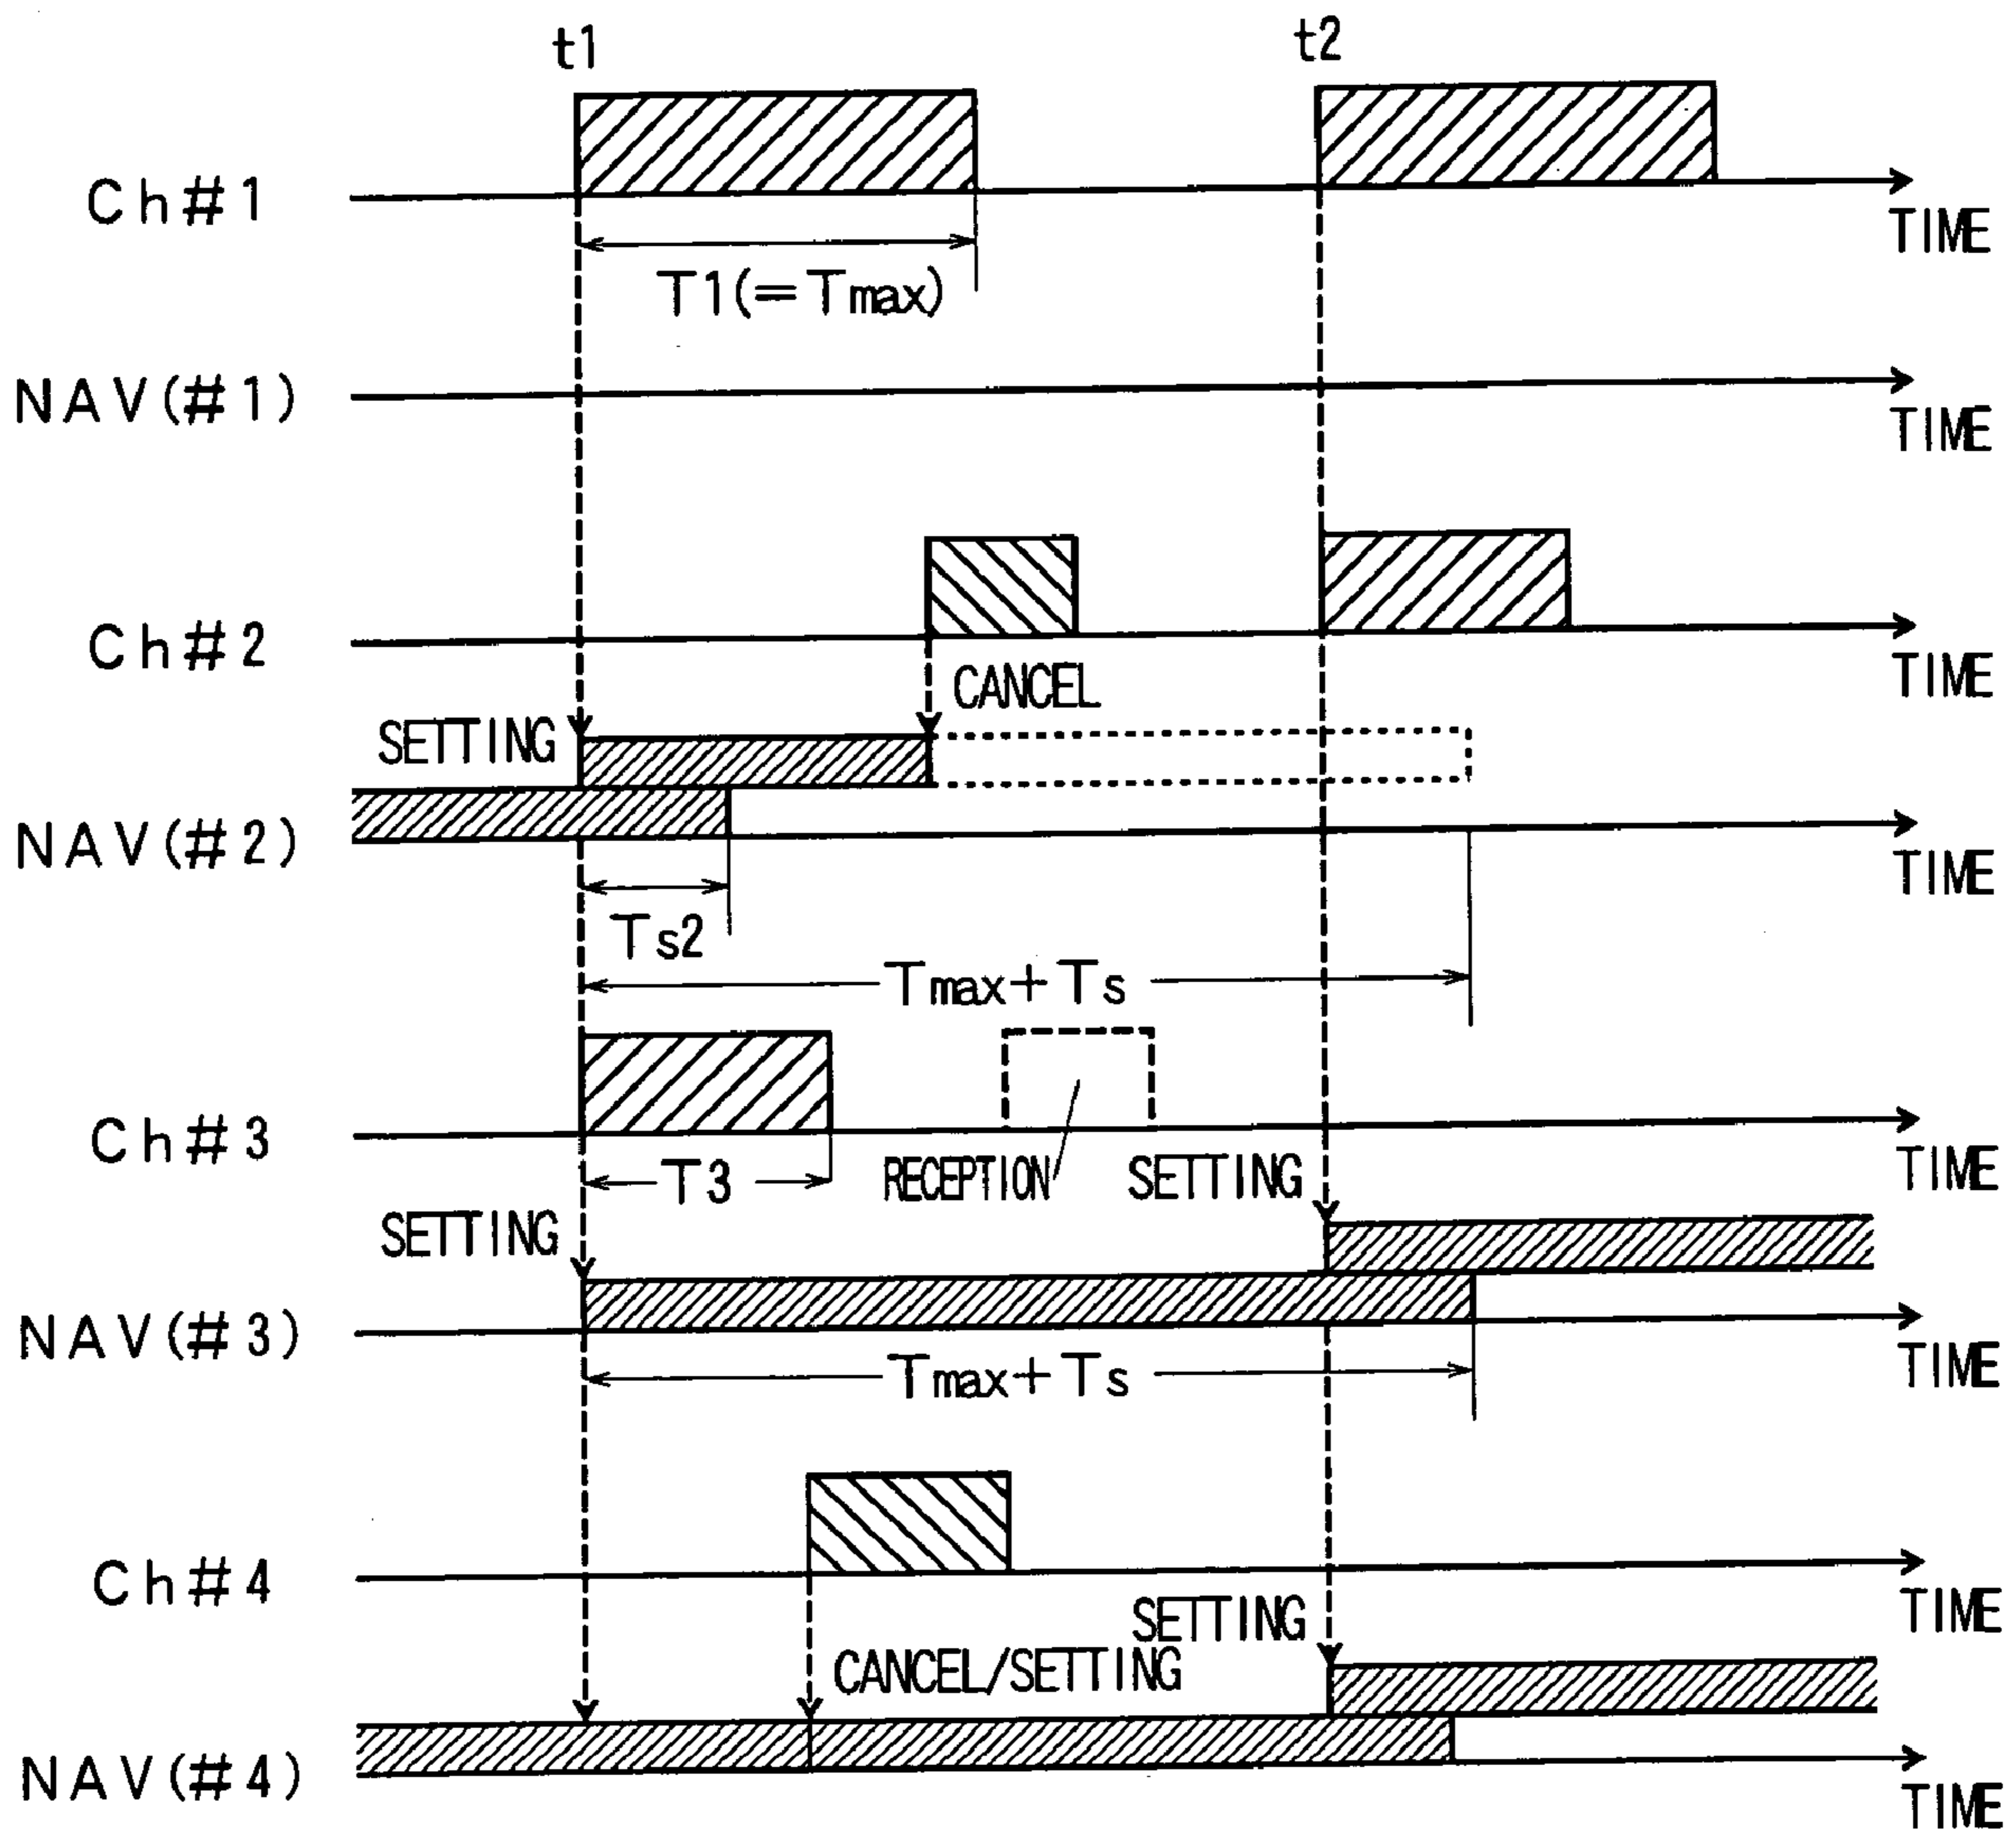 t1
t2
Ch#1
TIME
T1(=Tmax)
NAV(#1)
TIME
Ch#2
TIME
CANCEL
SETTING
NAV(#2)
TIME
Ts2
Tmax+Ts
Ch#3
TIME
T3
RECEPTION
SETTING
SETTING
NAV(#3)
TIME
Tmax+Ts
Ch#4
TIME
SETTING
CANCEL/SETTING
NAV(#4)
TIME